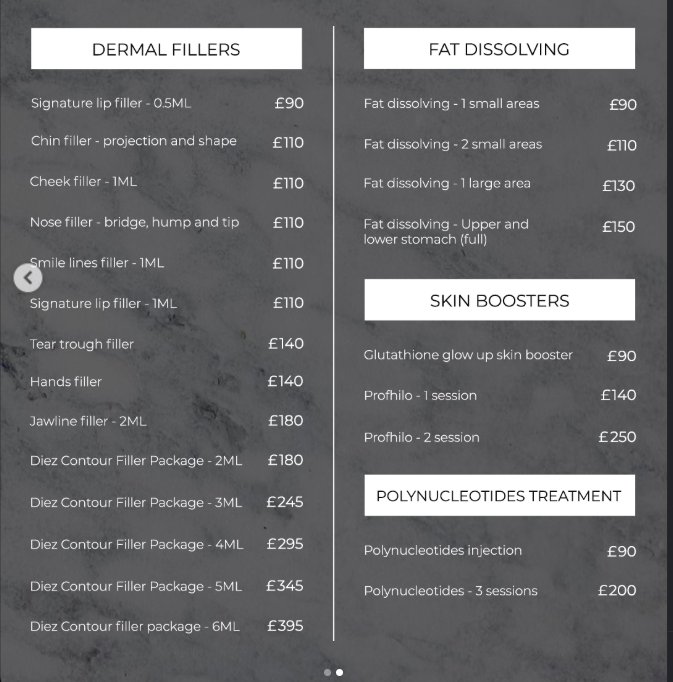 DERMAL FILLERS
Signature lip filler - 0.5ML £90
Chin filler - projection and shape £110
Cheek filler - 1ML £110
Nose filler - bridge, hump and tip £110
Smile lines filler - 1ML £110
Signature lip filler - 1ML £110
Tear trough filler £140
Hands filler £140
Jawline filler - 2ML £180
Diez Contour Filler Package - 2ML £180
Diez Contour Filler Package - 3ML £245
Diez Contour Filler Package - 4ML £295
Diez Contour Filler Package - 5ML £345
Diez Contour filler package - 6ML £395
FAT DISSOLVING
Fat dissolving - 1 small areas £90
Fat dissolving - 2 small areas £110
Fat dissolving - 1 large area £130
Fat dissolving - Upper and £150
lower stomach (full)
SKIN BOOSTERS
Glutathione glow up skin booster £90
Profhilo - 1 session £140
Profhilo - 2 session £250
POLYNUCLEOTIDES TREATMENT
Polynucleotides injection £90
Polynucleotides - 3 sessions £200